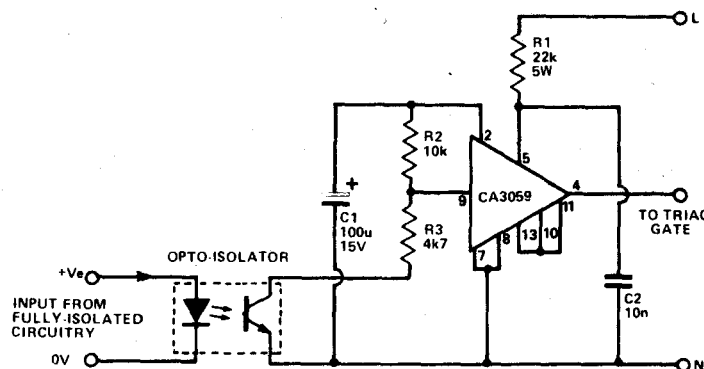 L
R1
22k
5W
R2
10k
2
5
4
CA3059
9
11
10
13
8
7
TO TRIAC
GATE
+
C1
100u
15V
R3
4k7
OPTO-ISOLATOR
+Ve
INPUT FROM
FULLY-ISOLATED
CIRCUITRY
0V
C2
10n
N